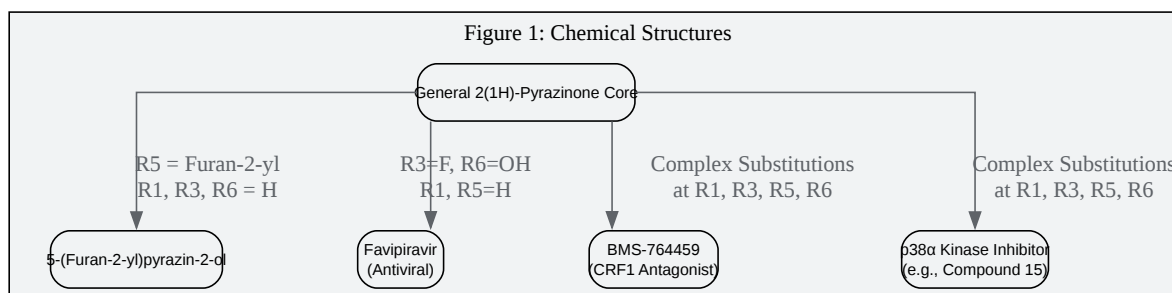 Figure 1: Chemical Structures
General 2(1H)-Pyrazinone Core
R5 = Furan-2-yl
R1, R3, R6 = H
R3=F, R6=OH
R1, R5=H
Complex Substitutions
at R1, R3, R5, R6
Complex Substitutions
at R1, R3, R5, R6
5-(Furan-2-yl)pyrazin-2-ol
Favipiravir
(Antiviral)
BMS-764459
(CRF1 Antagonist)
p38α Kinase Inhibitor
(e.g., Compound 15)